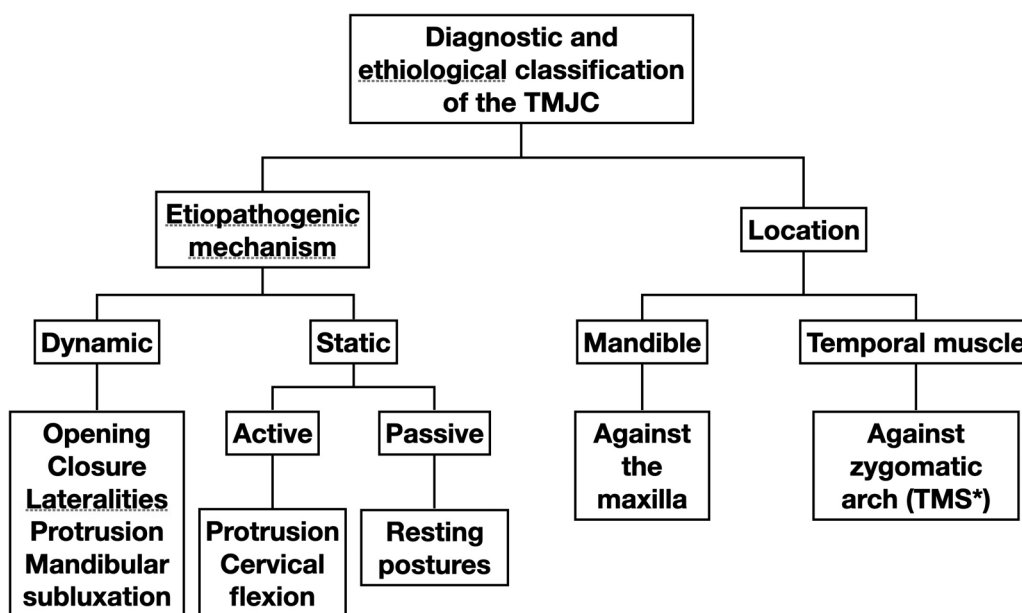 Diagnostic and
ethiological classification
of the TMJC
Etiopathogenic
mechanism
Location
Dynamic
Static
Mandible
Temporal muscle
Opening
Closure
Lateralities
Protrusion
Mandibular
subluxation
Active
Passive
Protrusion
Cervical
flexion
Resting
postures
Against
the
maxilla
Against
zygomatic
arch (TMS*)